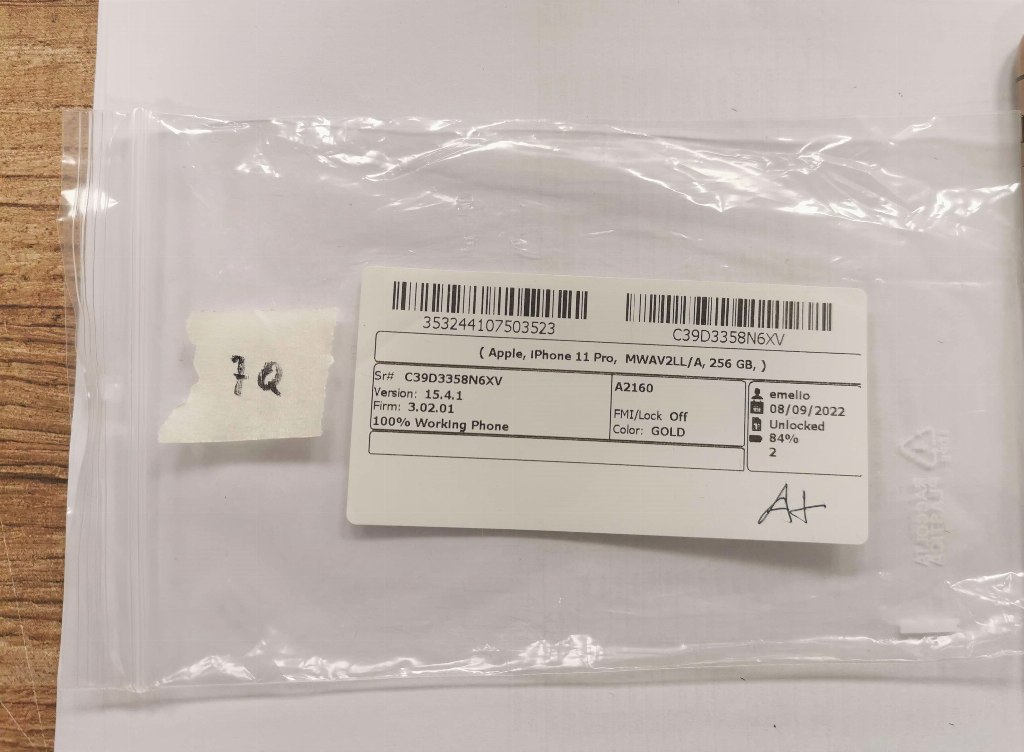 7Q
353244107503523
C39D3358N6XV
( Apple, iPhone 11 Pro, MWAV2LL/A, 256 GB, )
Sr# C39D3358N6XV
Version: 15.4.1
Firm: 3.02.01
100% Working Phone
A2160
FMI/Lock Off
Color: GOLD
emelio
08/09/2022
Unlocked
84%
2
A+